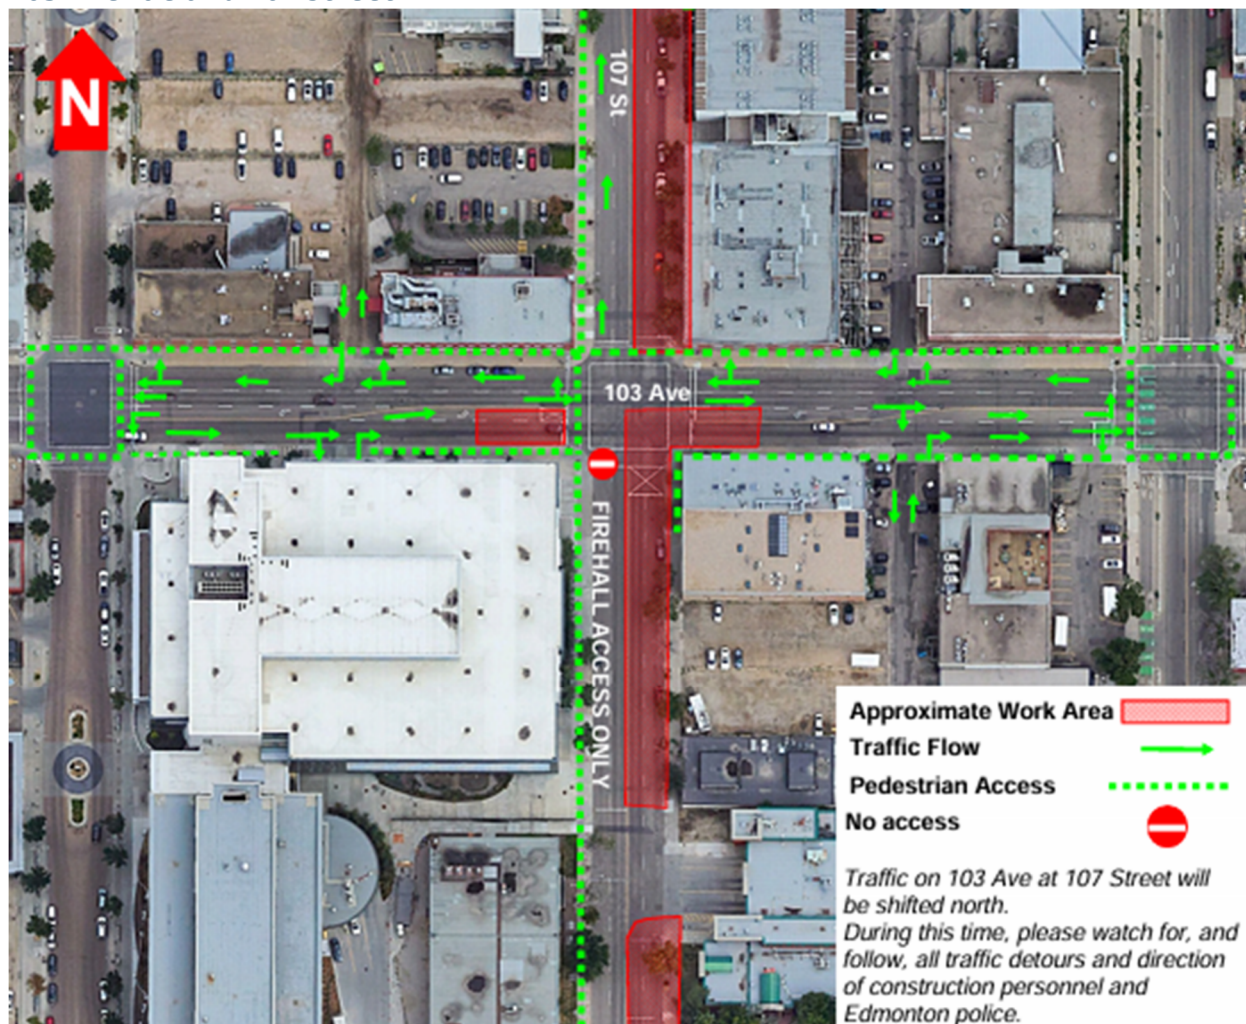 N
107 St
103 Ave
FIREHALL ACCESS ONLY
Approximate Work Area
Traffic Flow
Pedestrian Access
No access
Traffic on 103 Ave at 107 Street will
be shifted north.
During this time, please watch for, and
follow, all traffic detours and direction
of construction personnel and
Edmonton police.